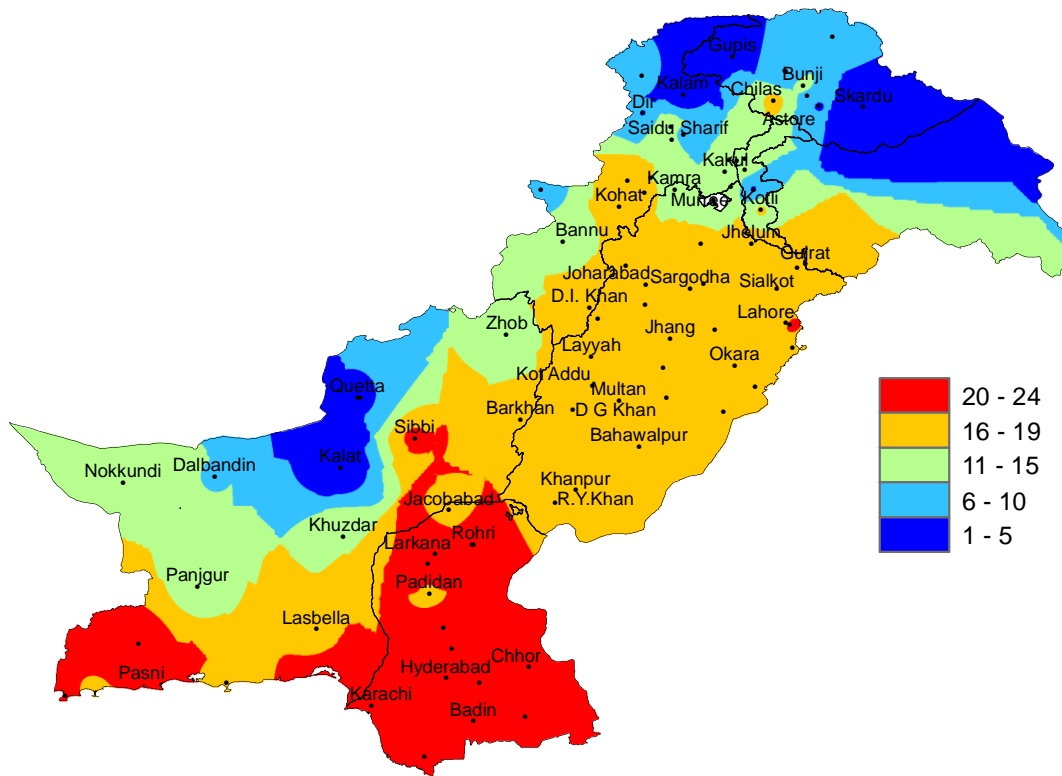 Gupis
Bunji
Kalam
Chilas
Skardu
Dir
Astore
Saidu Sharif
Kakul
Kamra
Kohat
Murree
Kotli
Bannu
Jhelum
Gujrat
Joharabad
Sargodha
Sialkot
D.I. Khan
Lahore
Zhob
Jhang
Layyah
Okara
Kot Addu
Quetta
Multan
Barkhan
D G Khan
Sibbi
Bahawalpur
Kalat
Dalbandin
Nokkundi
Khanpur
R.Y.Khan
Jacobabad
Khuzdar
Rohri
Larkana
Panjgur
Padidan
Lasbella
Chhor
Hyderabad
Pasni
Karachi
Badin
20 - 24
16 - 19
11 - 15
6 - 10
1 - 5